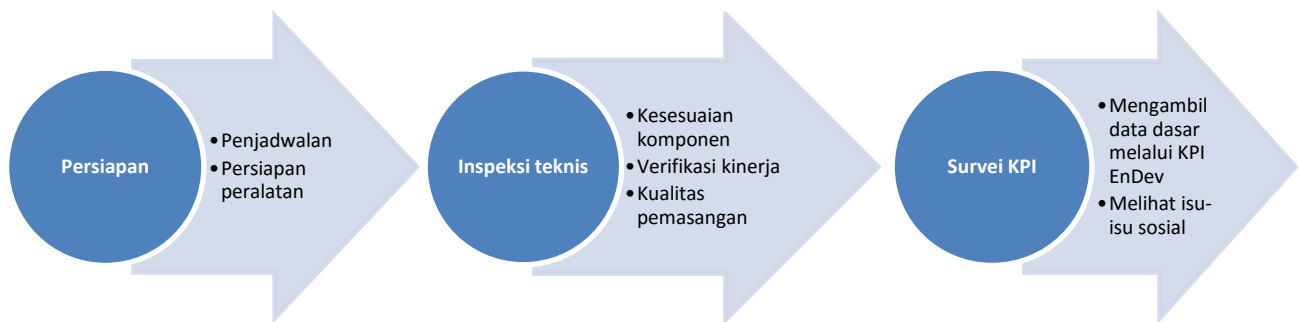 Persiapan
•Penjadwalan
•Persiapan
peralatan
Inspeksi teknis
•Kesesuaian
komponen
•Verifikasi kinerja
•Kualitas
pemasangan
Survei KPI
•Mengambil
data dasar
melalui KPI
EnDev
•Melihat isu-
isu sosial